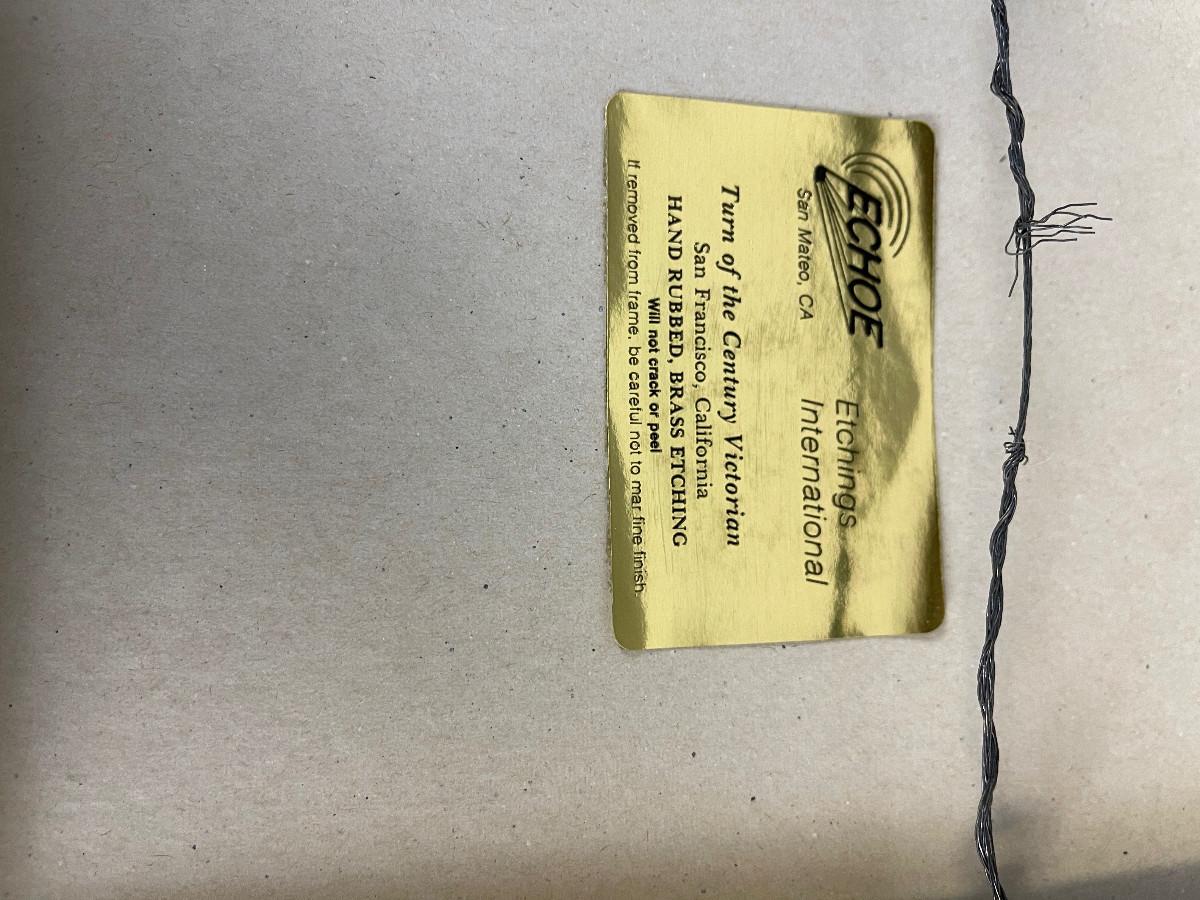 ECHOE
San Mateo, CA
Etchings
International
Turn of the Century Victorian
San Francisco, California
HAND RUBBED, BRASS ETCHING
Will not crack or peel
If removed from frame, be careful not to mar fine finish.